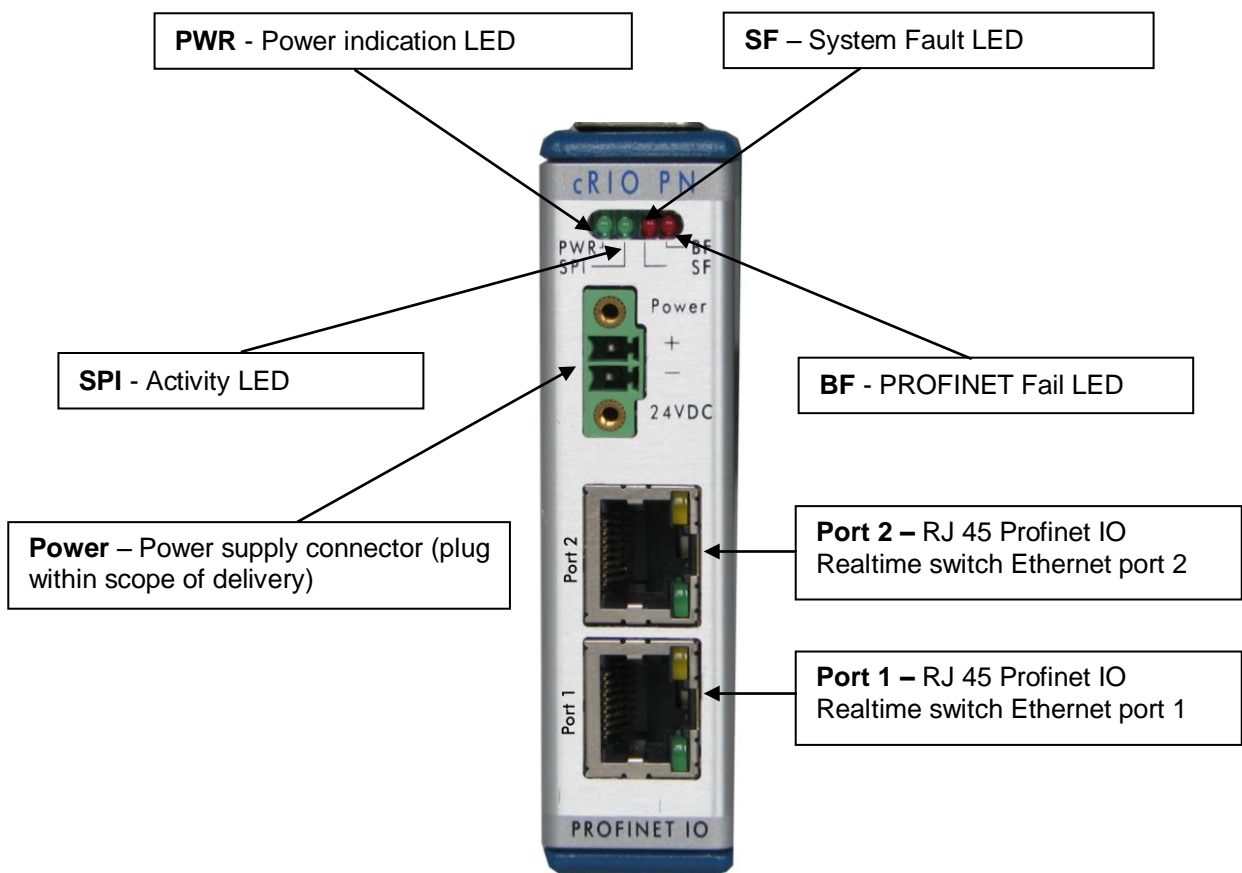 PWR - Power indication LED
SF – System Fault LED
cRIO PN
PWR
BF
SPI
SF
Power
+
–
24VDC
SPI - Activity LED
BF - PROFINET Fail LED
Power – Power supply connector (plug
within scope of delivery)
Port 2
Port 2 – RJ 45 Profinet IO
Realtime switch Ethernet port 2
Port 1
Port 1 – RJ 45 Profinet IO
Realtime switch Ethernet port 1
PROFINET IO